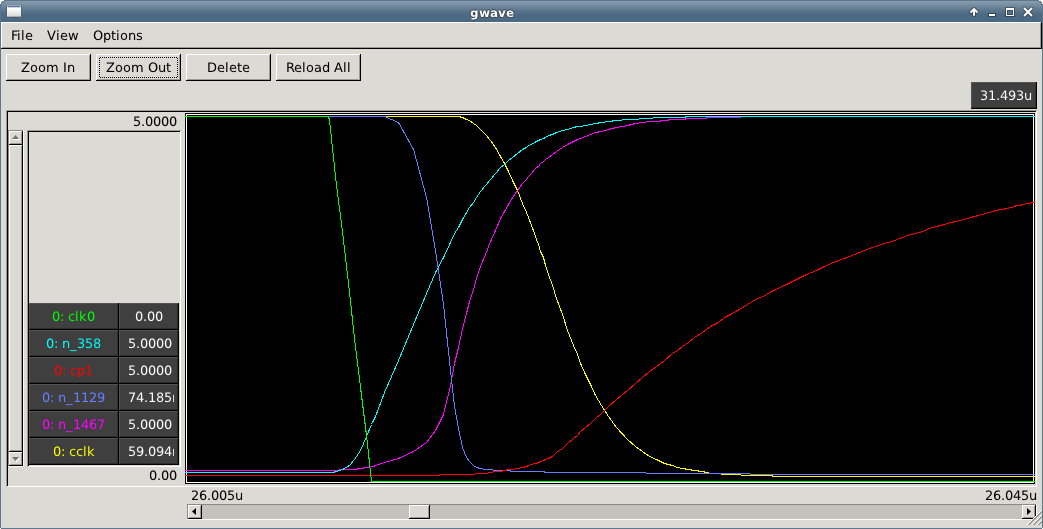 gwave
File View Options
Zoom In Zoom Out Delete Reload All
31.493u
5.0000
0: clk0 0.00
0: n_358 5.0000
0: cp1 5.0000
0: n_1129 74.185
0: n_1467 5.0000
0: cclk 59.094
0.00
26.005u 26.045u